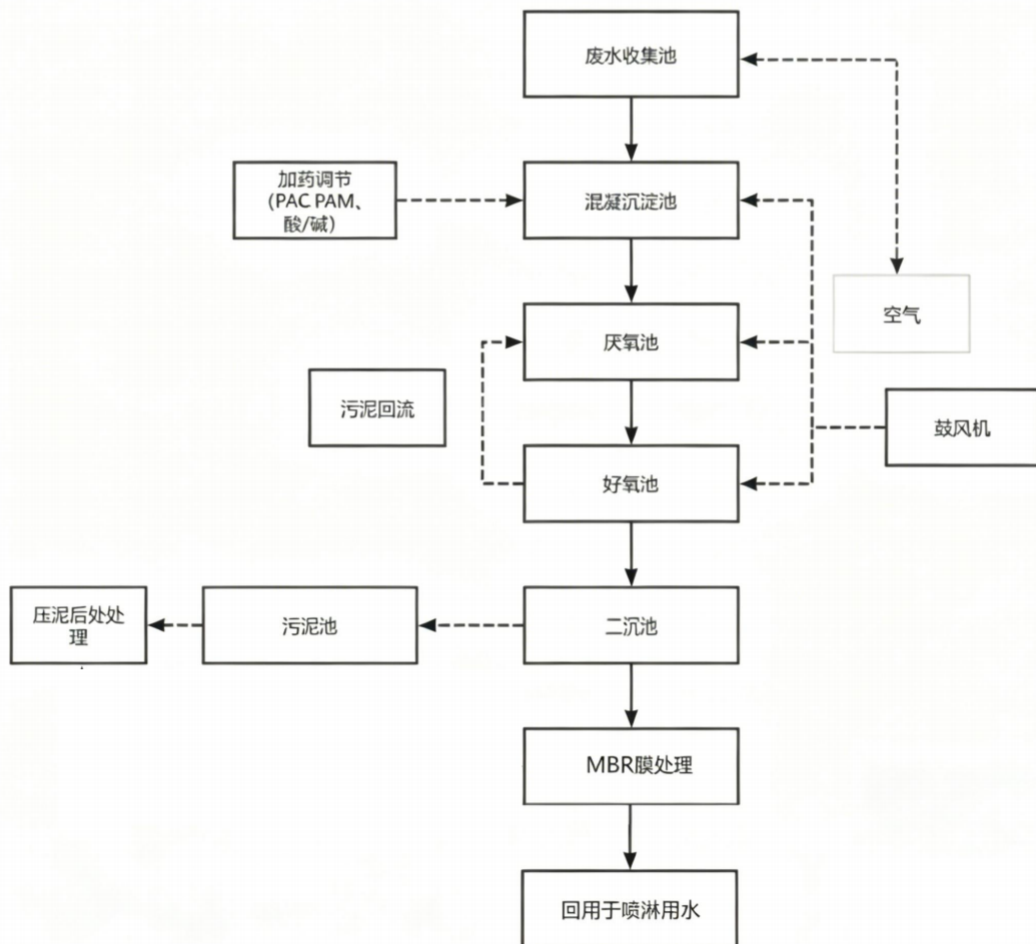 废水收集池
加药调节
(PAC PAM、
酸/碱)
混凝沉淀池
空气
厌氧池
污泥回流
鼓风机
好氧池
压泥后处处
理
污泥池
二沉池
MBR膜处理
回用于喷淋用水